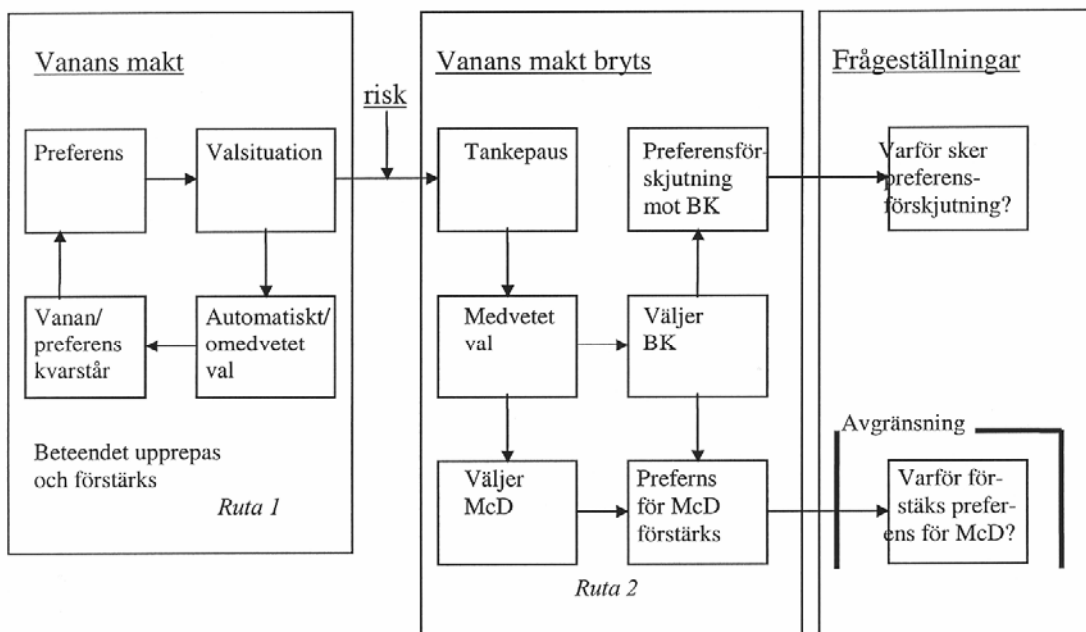 Vanans makt
Preferens
Valsituation
Vanan/
preferens
kvarstår
Automatiskt/
omedvetet
val
Beteendet upprepas
och förstärks
Ruta 1
risk
Vanans makt bryts
Tankepaus
Preferensför-
skjutning
mot BK
Medvetet
val
Väljer
BK
Väljer
McD
Preferns
för McD
förstärks
Ruta 2
Frågeställningar
Varför sker
preferens-
förskjutning?
Avgränsning
Varför för-
stäks prefer-
ens för McD?